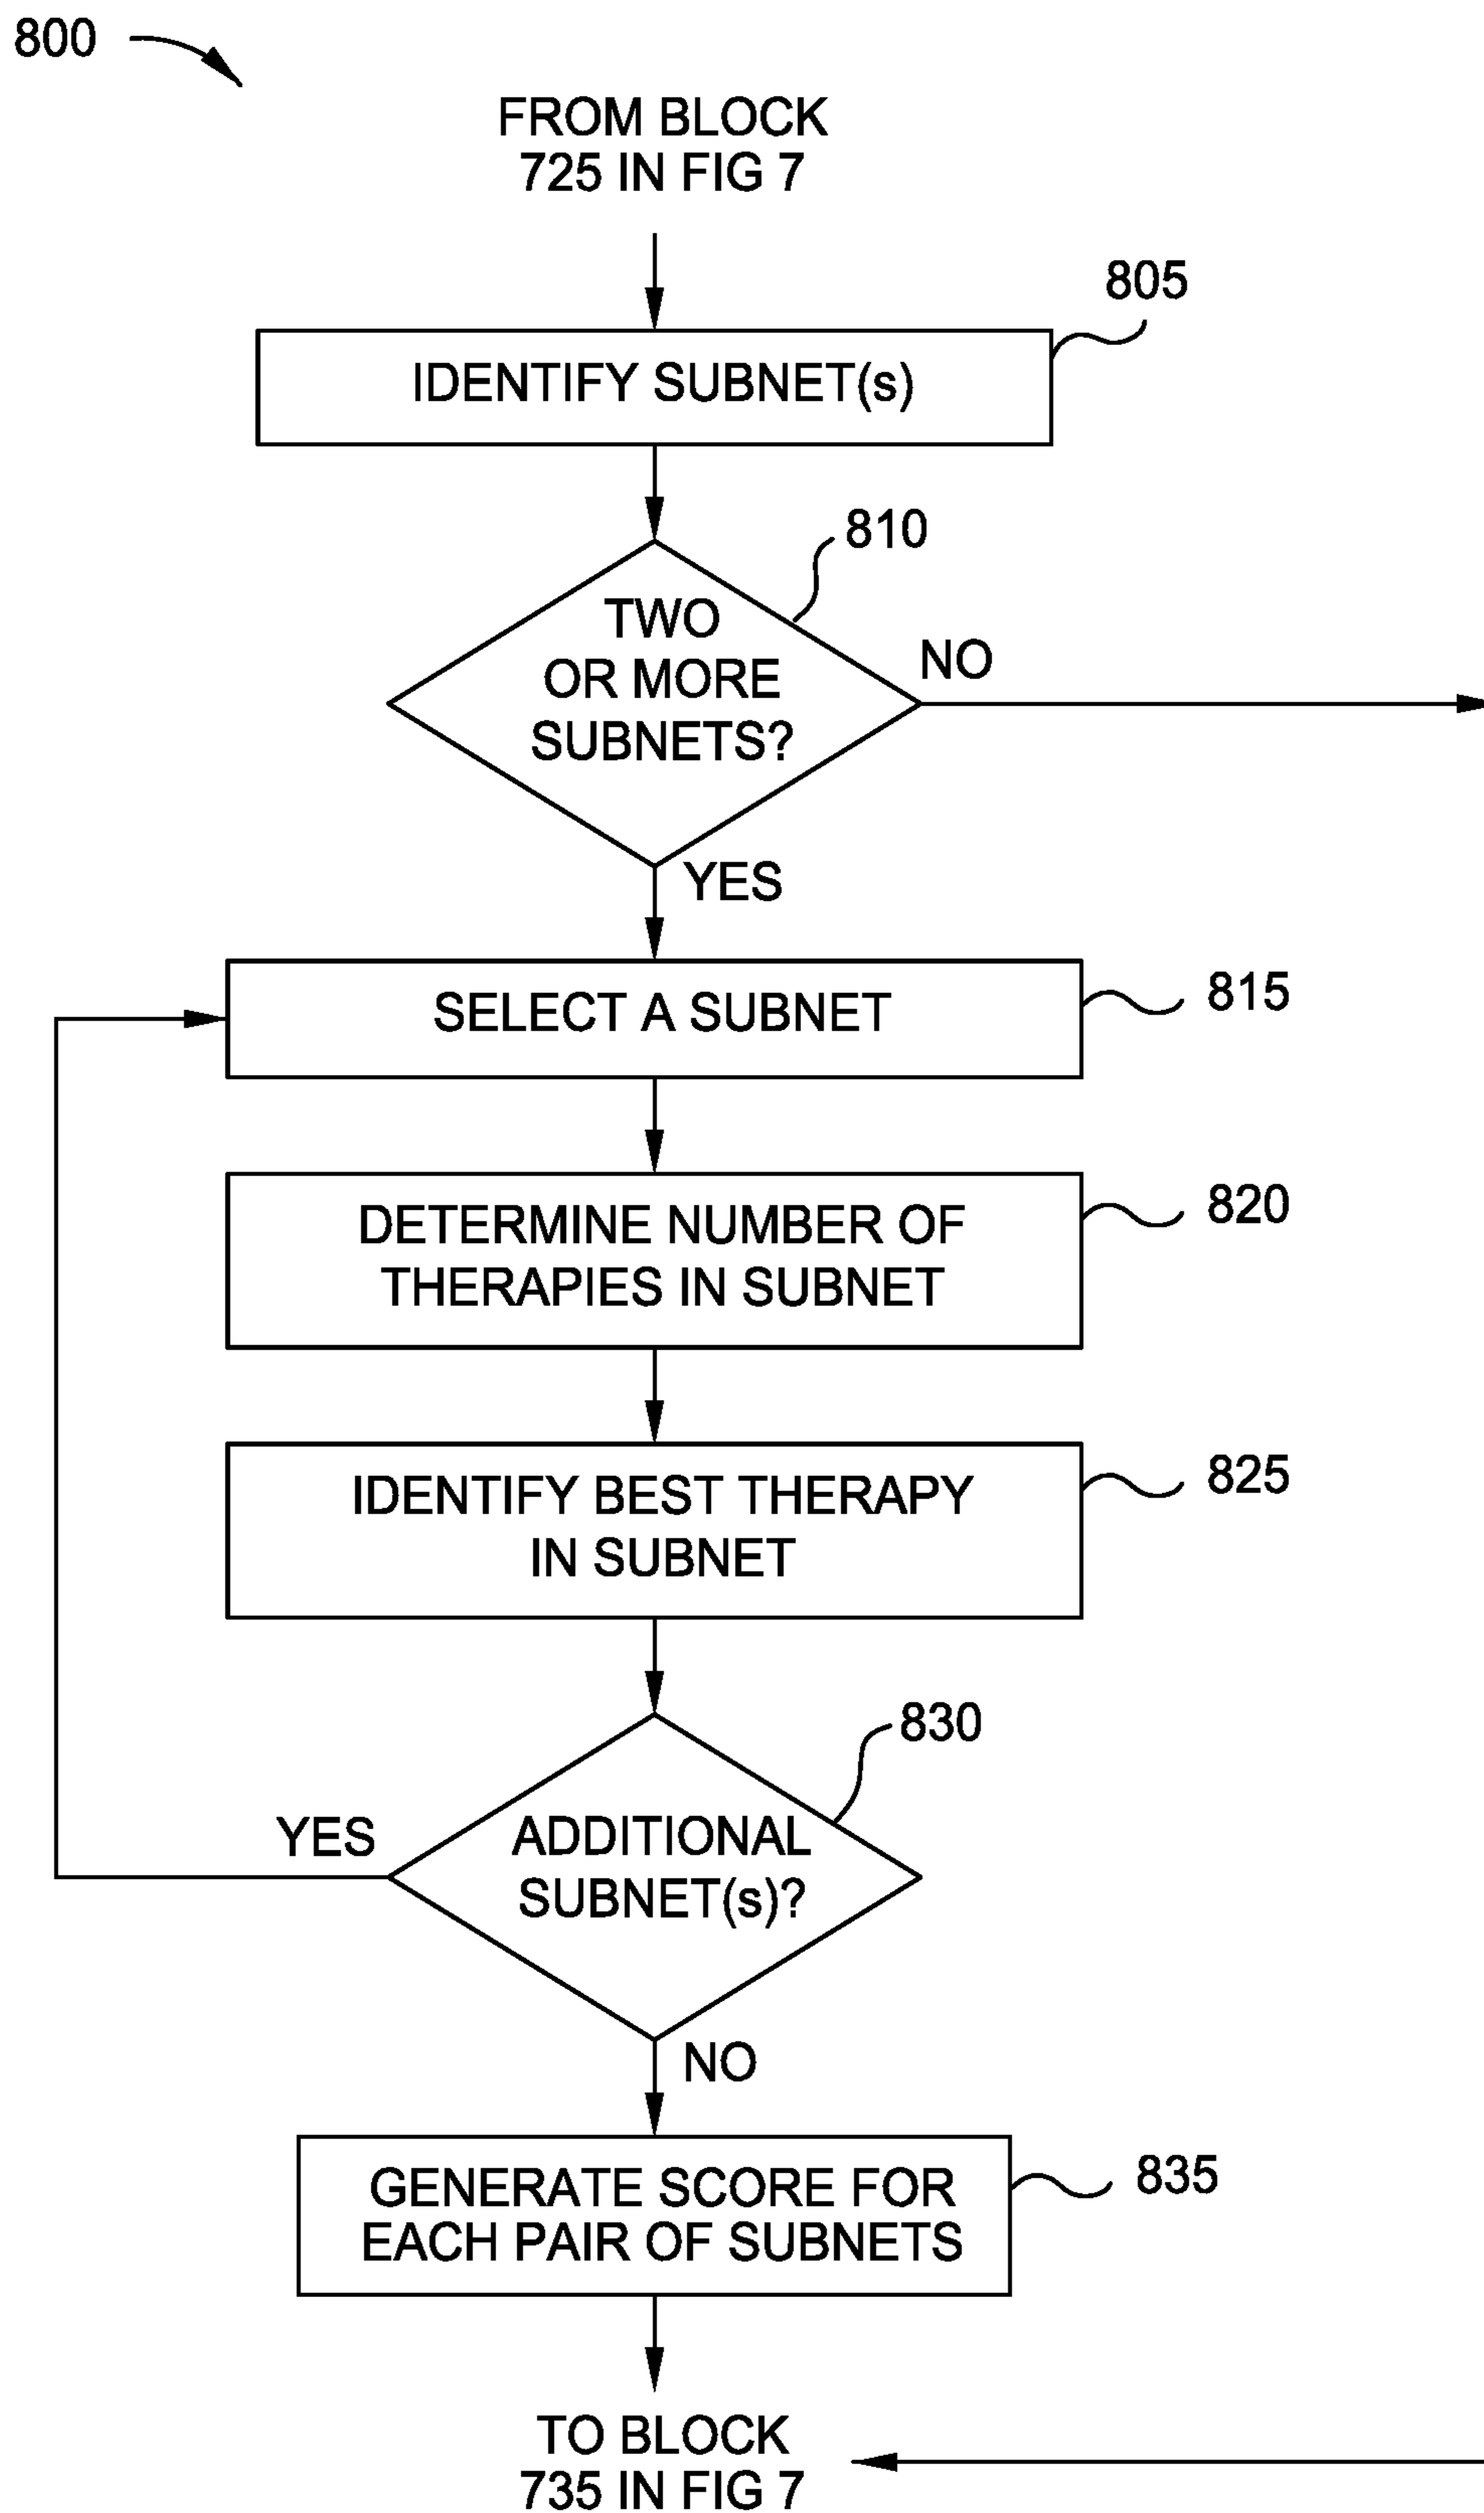 800
FROM BLOCK
725 IN FIG 7
805
IDENTIFY SUBNET(s)
810
TWO
OR MORE
SUBNETS?
NO
YES
SELECT A SUBNET
815
DETERMINE NUMBER OF
THERAPIES IN SUBNET
820
IDENTIFY BEST THERAPY
IN SUBNET
825
830
YES
ADDITIONAL
SUBNET(s)?
NO
GENERATE SCORE FOR
EACH PAIR OF SUBNETS
835
TO BLOCK
735 IN FIG 7